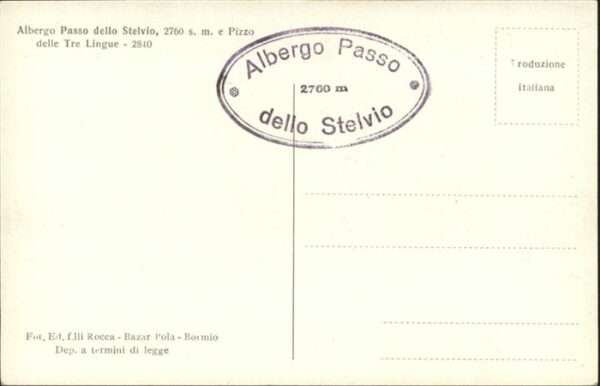 Albergo Passo dello Stelvio, 2760 s. m. e Pizzo
delle Tre Lingue - 2840
Albergo Passo
2760 m
dello Stelvio
Produzione
italiana
Fot. Ed. f.lli Rocca - Bazar Pola - Bormio
Dep. a termini di legge